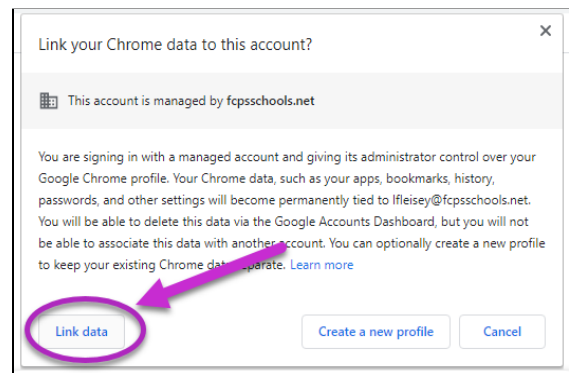 Link your Chrome data to this account?
This account is managed by fcpsschools.net
You are signing in with a managed account and giving its administrator control over your
Google Chrome profile. Your Chrome data, such as your apps, bookmarks, history,
passwords, and other settings will become permanently tied to lfleisey@fcpsschools.net.
You will be able to delete this data via the Google Accounts Dashboard, but you will not
be able to associate this data with another account. You can optionally create a new profile
to keep your existing Chrome data separate. Learn more
Link data Create a new profile Cancel